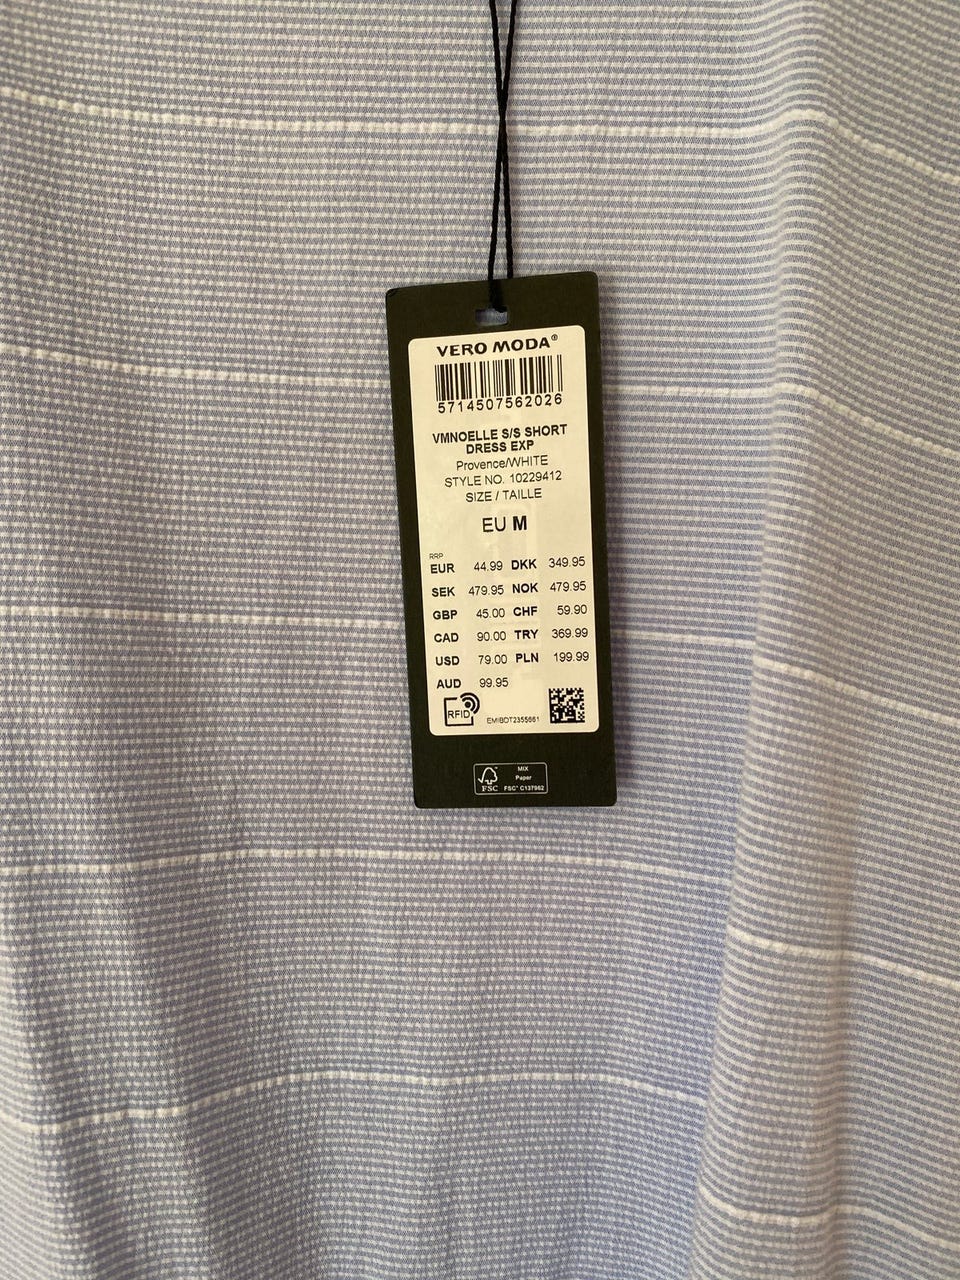 VERO MODA®
5714507562026
VMNOELLE S/S SHORT
DRESS EXP
Provence/WHITE
STYLE NO. 10229412
SIZE / TAILLE
EU M
RRP
EUR 44.99 DKK 349.95
SEK 479.95 NOK 479.95
GBP 45.00 CHF 59.90
CAD 90.00 TRY 369.99
USD 79.00 PLN 199.99
AUD 99.95
RFID
EMIBDT2355661
MIX
Paper
FSC FSC® C137962